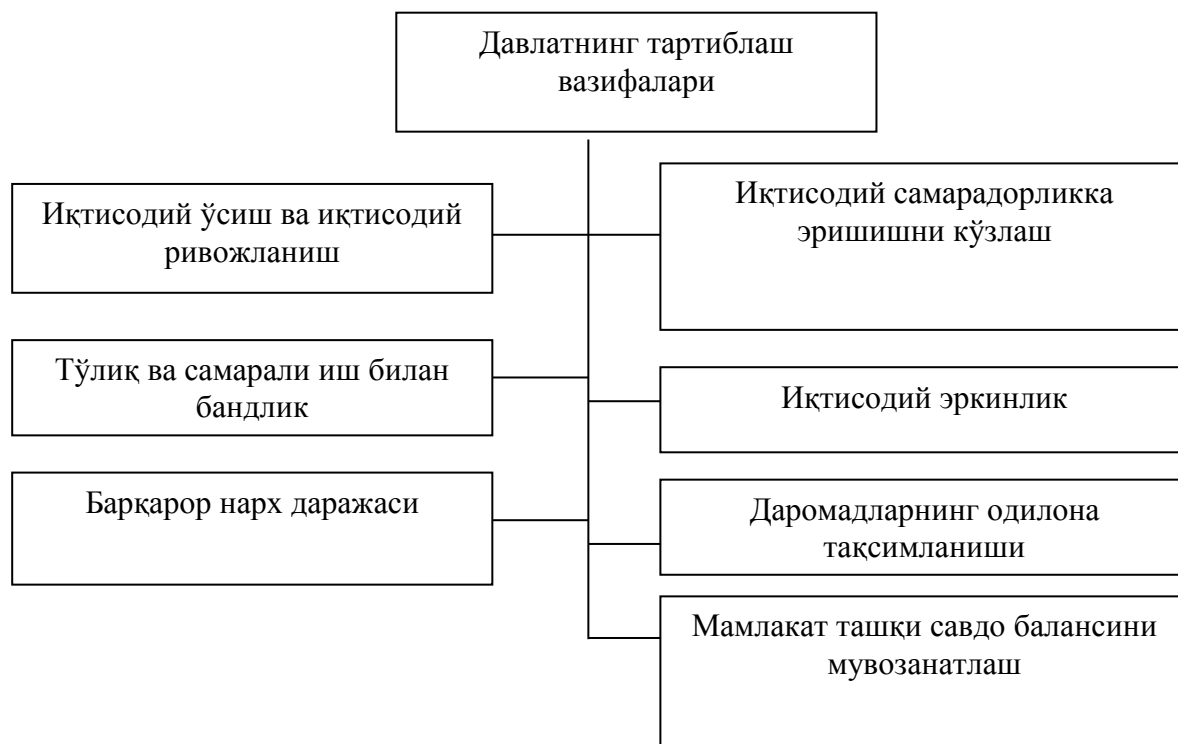 Давлатнинг тартиблаш
вазифалари
Иқтисодий ўсиш ва иқтисодий
ривожланиш
Иқтисодий самарадорликка
эришишни кўзлаш
Тўлиқ ва самарали иш билан
бандлик
Иқтисодий эркинлик
Барқарор нарх даражаси
Даромадларнинг одилона
тақсимланиши
Мамлакат ташқи савдо балансини
мувозанатлаш